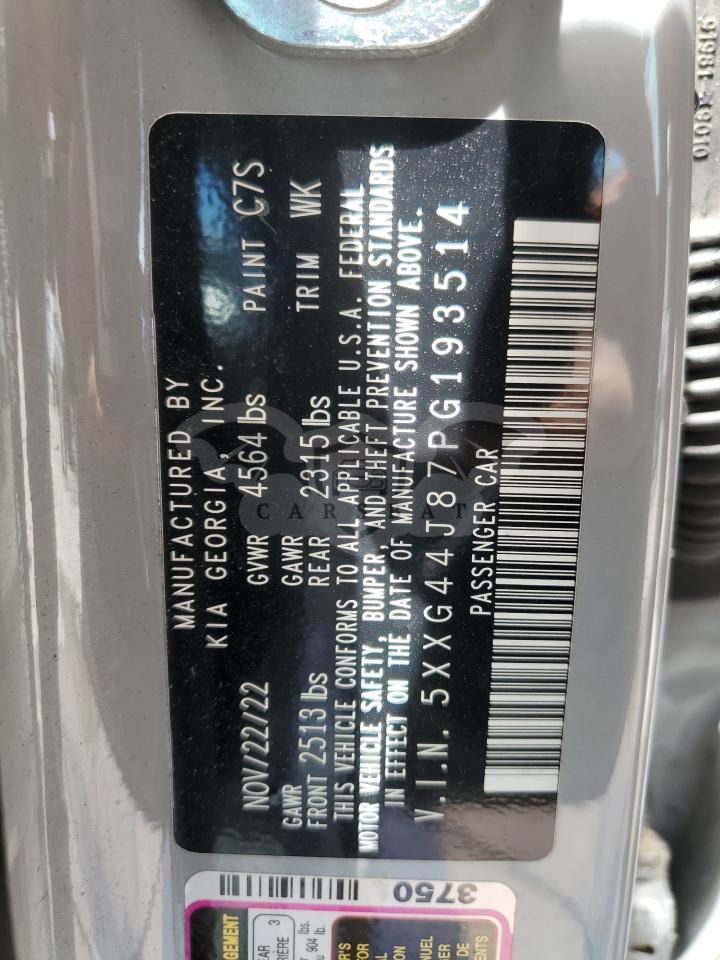 MANUFACTURED BY
KIA GEORGIA, INC.
NOV/22/22 GVWR 4564 lbs PAINT C7S
GAWR GAWR
FRONT 2513 lbs REAR 2315 lbs TRIM WK
THIS VEHICLE CONFORMS TO ALL APPLICABLE U.S.A. FEDERAL
MOTOR VEHICLE SAFETY, BUMPER, AND THEFT PREVENTION STANDARDS
IN EFFECT ON THE DATE OF MANUFACTURE SHOWN ABOVE.
V.I.N. 5XXG44J87PG193514
PASSENGER CAR
3750